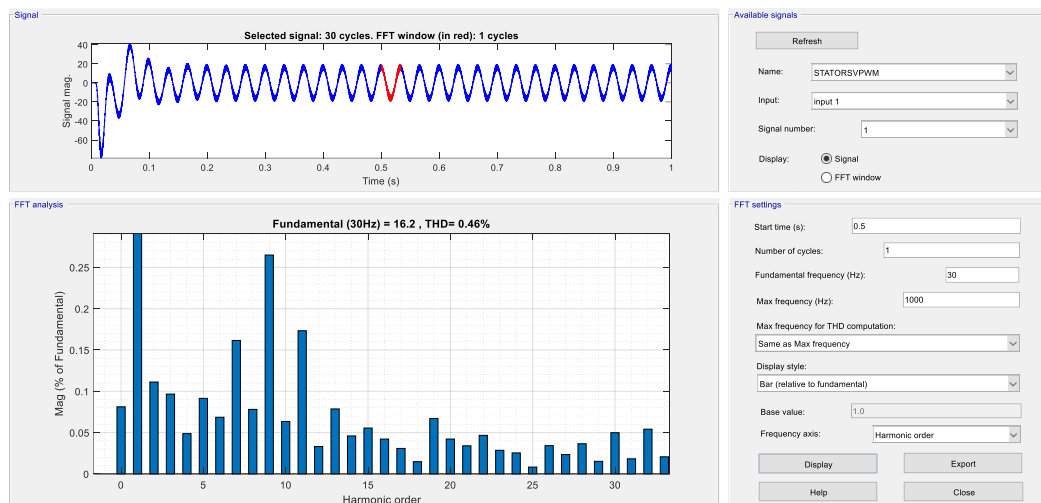 Signal
Selected signal: 30 cycles. FFT window (in red): 1 cycles
40
20
0
-20
-40
-60
Signal mag.
0 0.1 0.2 0.3 0.4 0.5 0.6 0.7 0.8 0.9 1
Time (s)
Available signals
Refresh
Name: STATORSVPWM
Input: input 1
Signal number: 1
Display: Signal
FFT window
FFT analysis
Fundamental (30Hz) = 16.2 , THD= 0.46%
0.25
0.2
0.15
0.1
0.05
0
Mag (% of Fundamental)
0 5 10 15 20 25 30
Harmonic order
FFT settings
Start time (s): 0.5
Number of cycles: 1
Fundamental frequency (Hz): 30
Max frequency (Hz): 1000
Max frequency for THD computation:
Same as Max frequency
Display style:
Bar (relative to fundamental)
Base value: 1.0
Frequency axis: Harmonic order
Display Export
Help Close